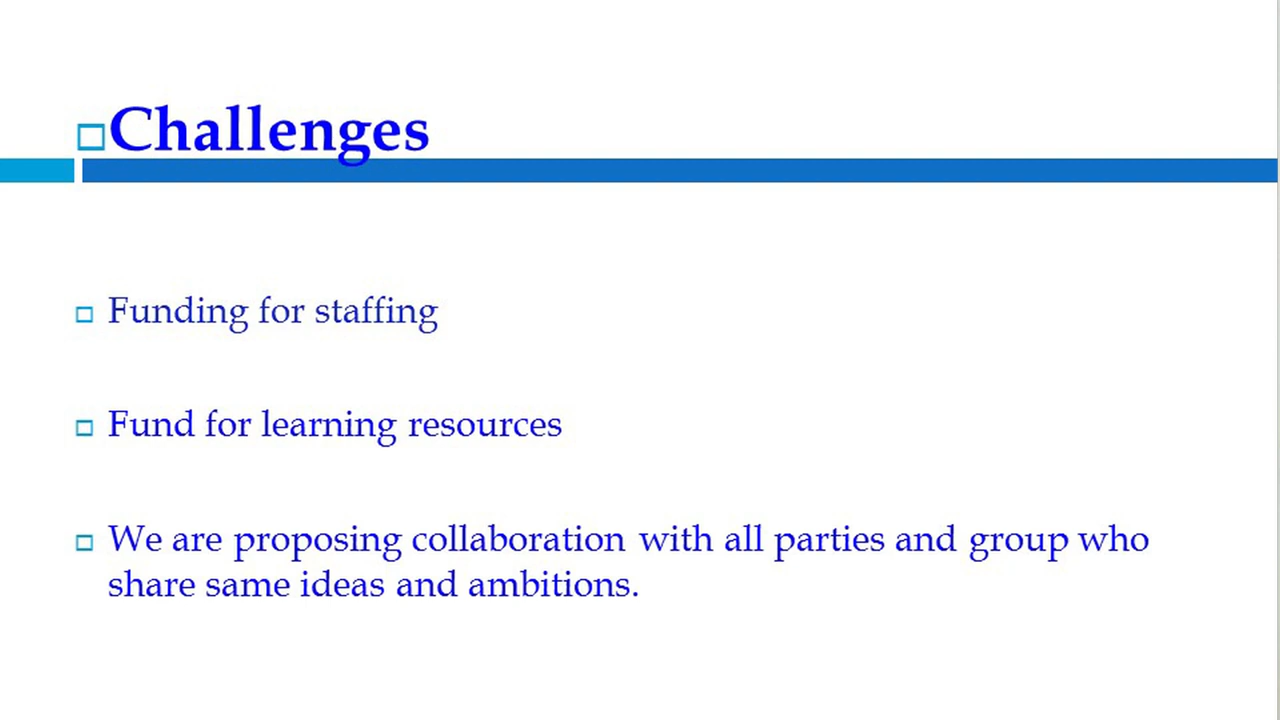 Challenges
Funding for staffing
Fund for learning resources
We are proposing collaboration with all parties and group who
share same ideas and ambitions.